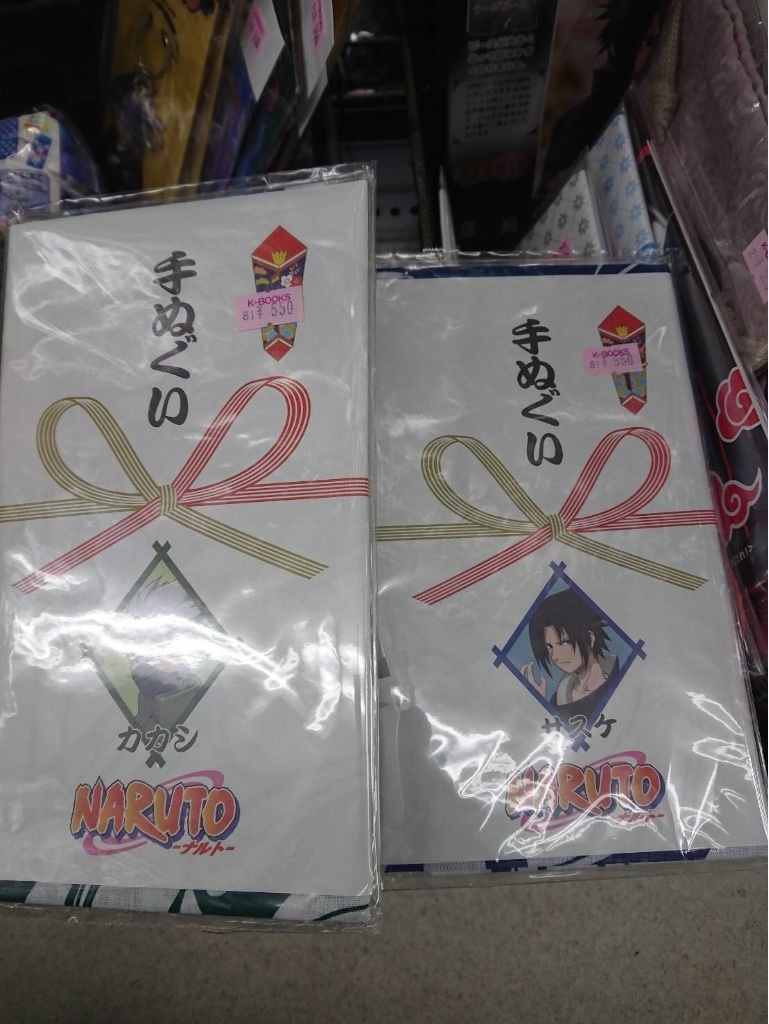 手ぬぐい
K-BOOKS
81¥ 550
カカシ
NARUTO
-ナルト-
手ぬぐい
K-BOOKS
81¥ 550
サスケ
NARUTO
-ナルト-